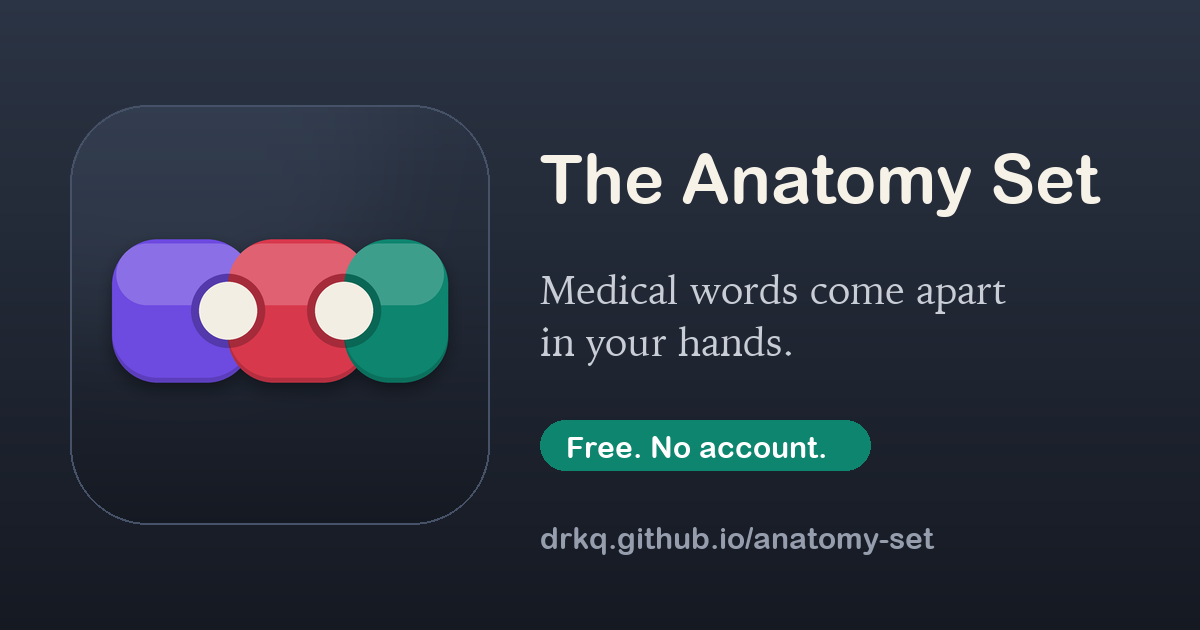 The Anatomy Set
Medical words come apart
in your hands.
Free. No account.
drkq.github.io/anatomy-set